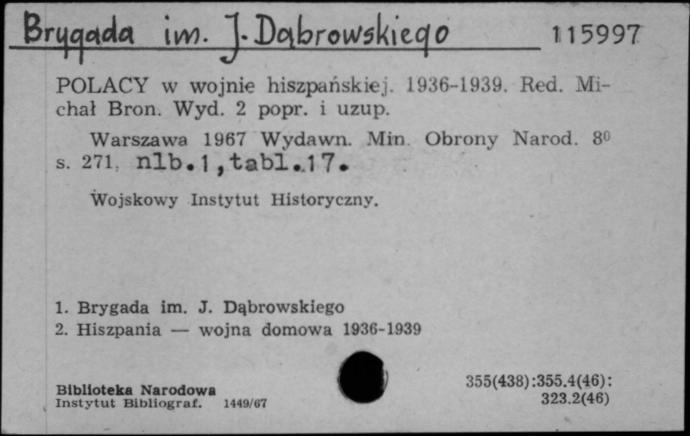 Brygada im. J. Dąbrowskiego 115997
POLACY w wojnie hiszpańskiej. 1936-1939. Red. Mi-
chał Bron. Wyd. 2 popr. i uzup.
Warszawa 1967 Wydawn. Min. Obrony Narod. 8⁰
s. 271, nlb.1,tabl.17.
Wojskowy Instytut Historyczny.
1. Brygada im. J. Dąbrowskiego
2. Hiszpania — wojna domowa 1936-1939
355(438):355.4(46):
323.2(46)
Biblioteka Narodowa
Instytut Bibliograf. 1449/67